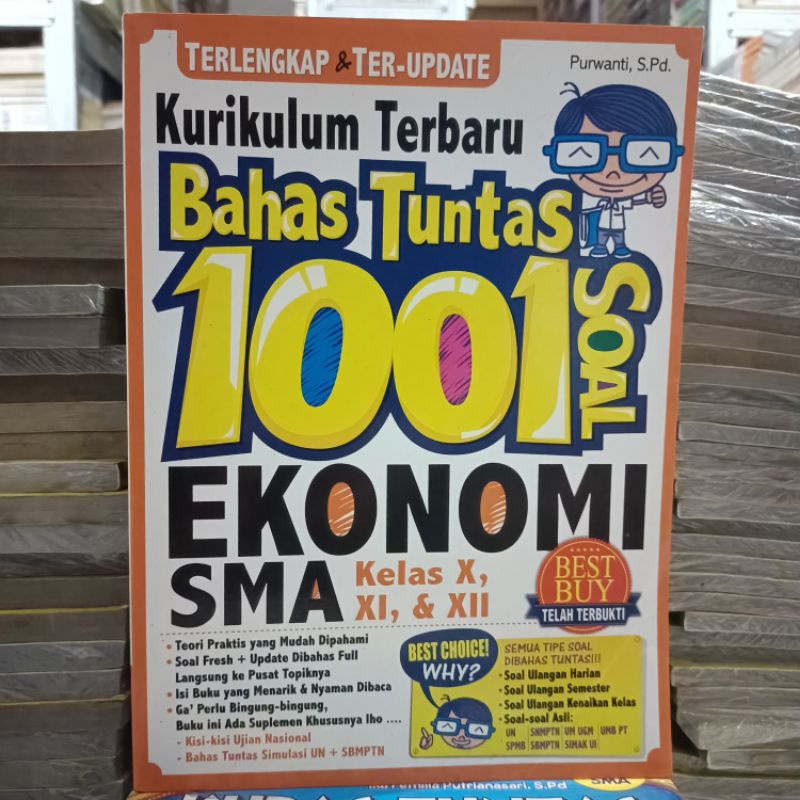 TERLENGKAP & TER-UPDATE
Purwanti, S.Pd.
Kurikulum Terbaru
Bahas Tuntas
1001
SOAL
EKONOMI
SMA
Kelas X,
XI, & XII
BEST
BUY
TELAH TERBUKTI
• Teori Praktis yang Mudah Dipahami
• Soal Fresh + Update Dibahas Full
Langsung ke Pusat Topiknya
• Isi Buku yang Menarik & Nyaman Dibaca
• Ga' Perlu Bingung-bingung,
Buku ini Ada Suplemen Khususnya lho ....
- Kisi-kisi Ujian Nasional
- Bahas Tuntas Simulasi UN + SBMPTN
BEST CHOICE!
WHY?
SEMUA TIPE SOAL
DIBAHAS TUNTAS!!!
• Soal Ulangan Harian
• Soal Ulangan Semester
• Soal Ulangan Kenaikan Kelas
• Soal-soal Asli:
UN | SNMPTN | UM UGM | UMB PT
SPMB | SBMPTN | SIMAK UI
Putrianasari, S.Pd
SMA